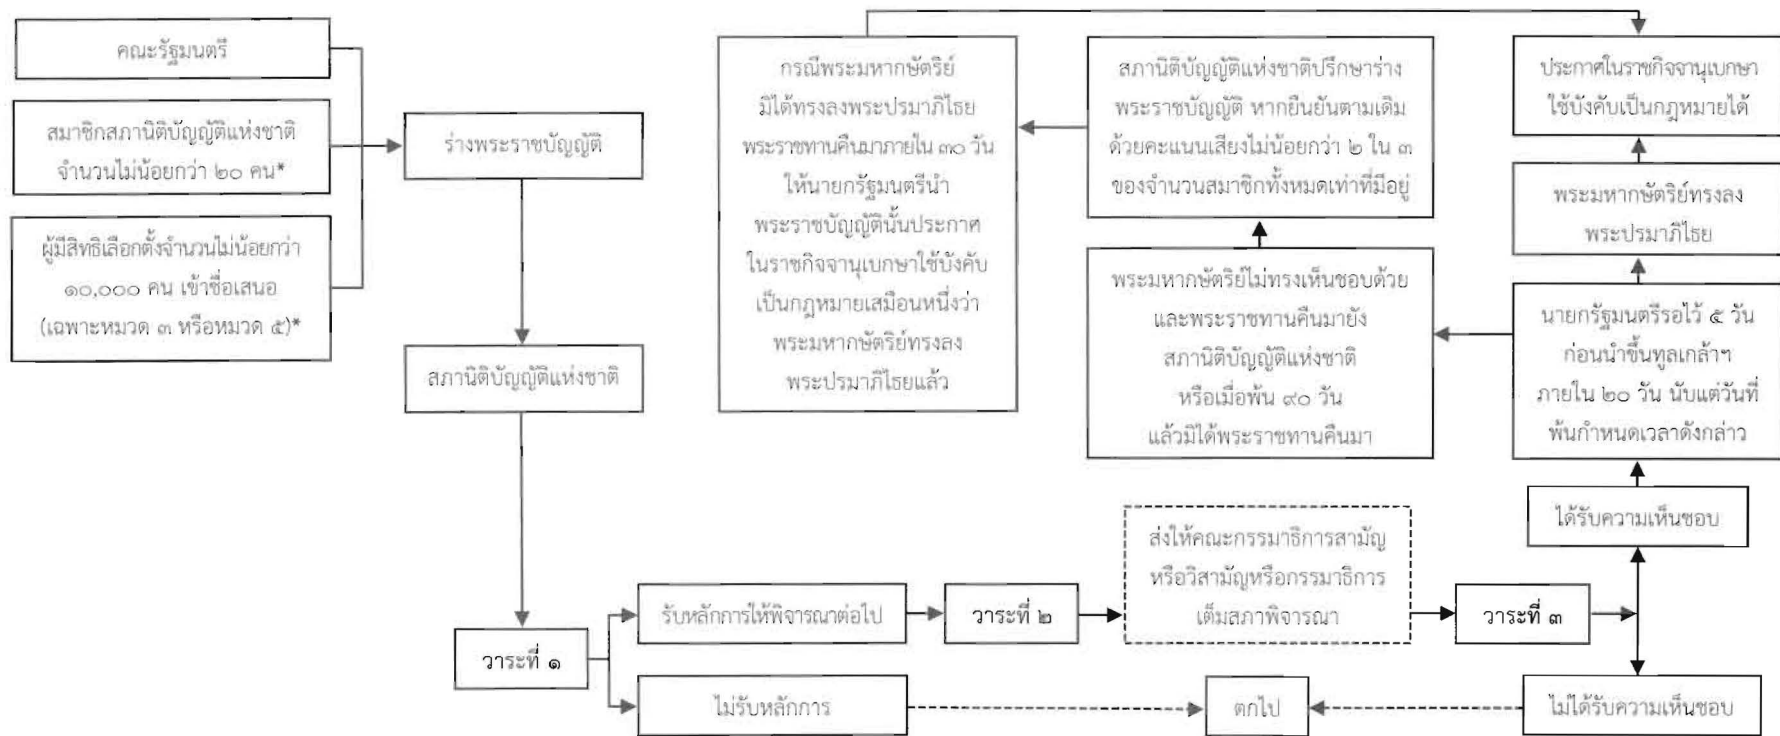 คณะรัฐมนตรี
สมาชิกสภานิติบัญญัติแห่งชาติ
จำนวนไม่น้อยกว่า ๒๐ คน*
ผู้มีสิทธิเลือกตั้งจำนวนไม่น้อยกว่า
๑๐,๐๐๐ คน เข้าชื่อเสนอ
(เฉพาะหมวด ๓ หรือหมวด ๕)*
ร่างพระราชบัญญัติ
สภานิติบัญญัติแห่งชาติ
วาระที่ ๑
รับหลักการให้พิจารณาต่อไป
ไม่รับหลักการ
วาระที่ ๒
ส่งให้คณะกรรมาธิการสามัญ
หรือวิสามัญหรือกรรมาธิการ
เต็มสภาพิจารณา
วาระที่ ๓
ตกไป
ไม่ได้รับความเห็นชอบ
ได้รับความเห็นชอบ
นายกรัฐมนตรีรอไว้ ๕ วัน
ก่อนนำขึ้นทูลเกล้าฯ
ภายใน ๒๐ วัน นับแต่วันที่
พ้นกำหนดเวลาดังกล่าว
พระมหากษัตริย์ทรงลง
พระปรมาภิไธย
ประกาศในราชกิจจานุเบกษา
ใช้บังคับเป็นกฎหมายได้
พระมหากษัตริย์ไม่ทรงเห็นชอบด้วย
และพระราชทานคืนมายัง
สภานิติบัญญัติแห่งชาติ
หรือเมื่อพ้น ๙๐ วัน
แล้วมิได้พระราชทานคืนมา
สภานิติบัญญัติแห่งชาติปรึกษาร่าง
พระราชบัญญัติ หากยืนยันตามเดิม
ด้วยคะแนนเสียงไม่น้อยกว่า ๒ ใน ๓
ของจำนวนสมาชิกทั้งหมดเท่าที่มีอยู่
กรณีพระมหากษัตริย์
มิได้ทรงลงพระปรมาภิไธย
พระราชทานคืนมาภายใน ๓๐ วัน
ให้นายกรัฐมนตรีนำ
พระราชบัญญัตินั้นประกาศ
ในราชกิจจานุเบกษาใช้บังคับ
เป็นกฎหมายเสมือนหนึ่งว่า
พระมหากษัตริย์ทรงลง
พระปรมาภิไธยแล้ว